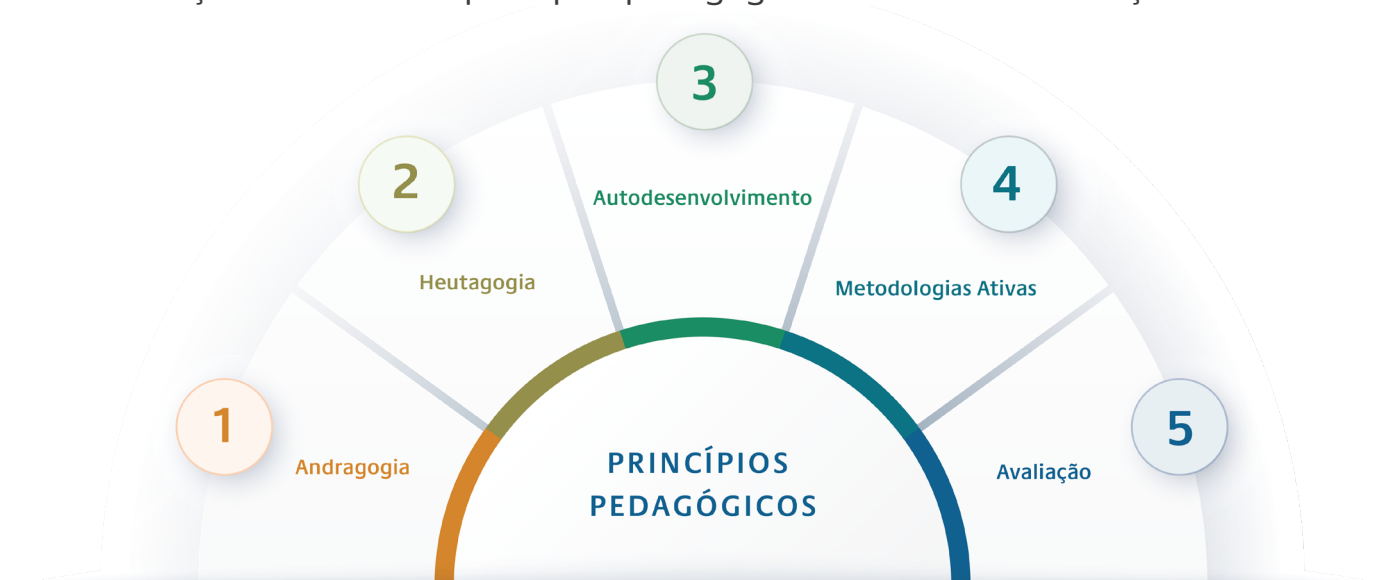 1
Andragogia
2
Heutagogia
3
Autodesenvolvimento
4
Metodologias Ativas
5
Avaliação
PRINCÍPIOS
PEDAGÓGICOS